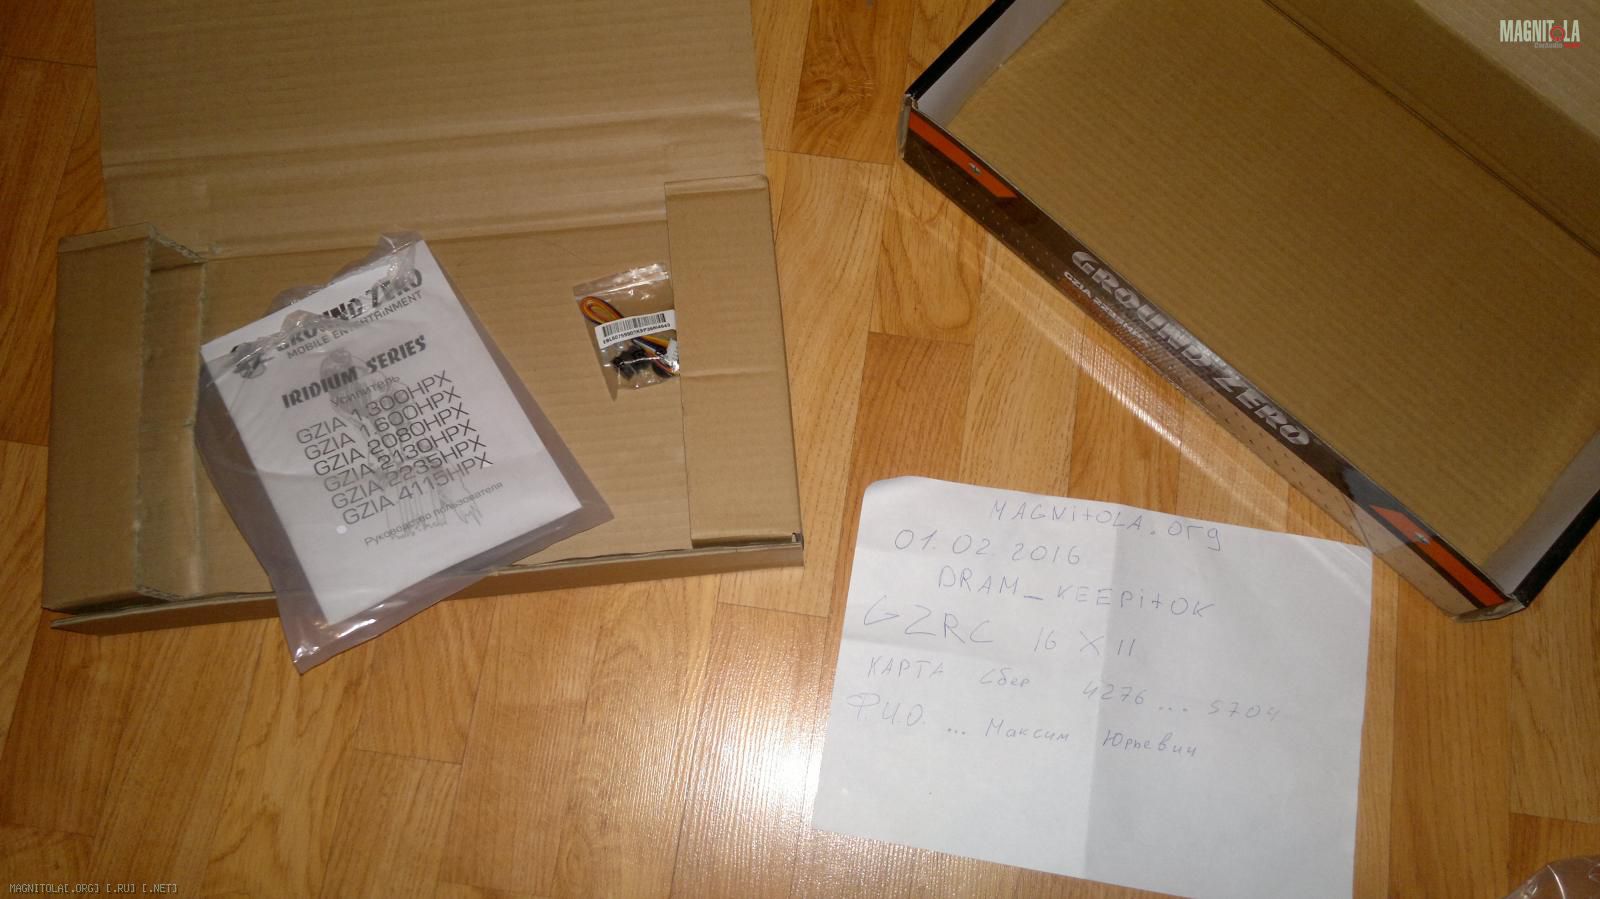 MAGNITOLA
GROUND ZERO
MOBILE ENTERTAINMENT
IRIDIUM SERIES
Усилитель
GZIA 1.300HPX
GZIA 1.600HPX
GZIA 2080HPX
GZIA 2130HPX
GZIA 2235HPX
GZIA 4115HPX
Руководство пользователя
GROUND ZERO
MAGNitOLA.org
01.02.2016
DRAM_KEEPitOK
GZRC 16 X II
КАРТА Сбер 4276 ... 5704
Ф.И.О. ... Максим Юрьевич
MAGNITOLA[.ORG] [.RU] [.NET]